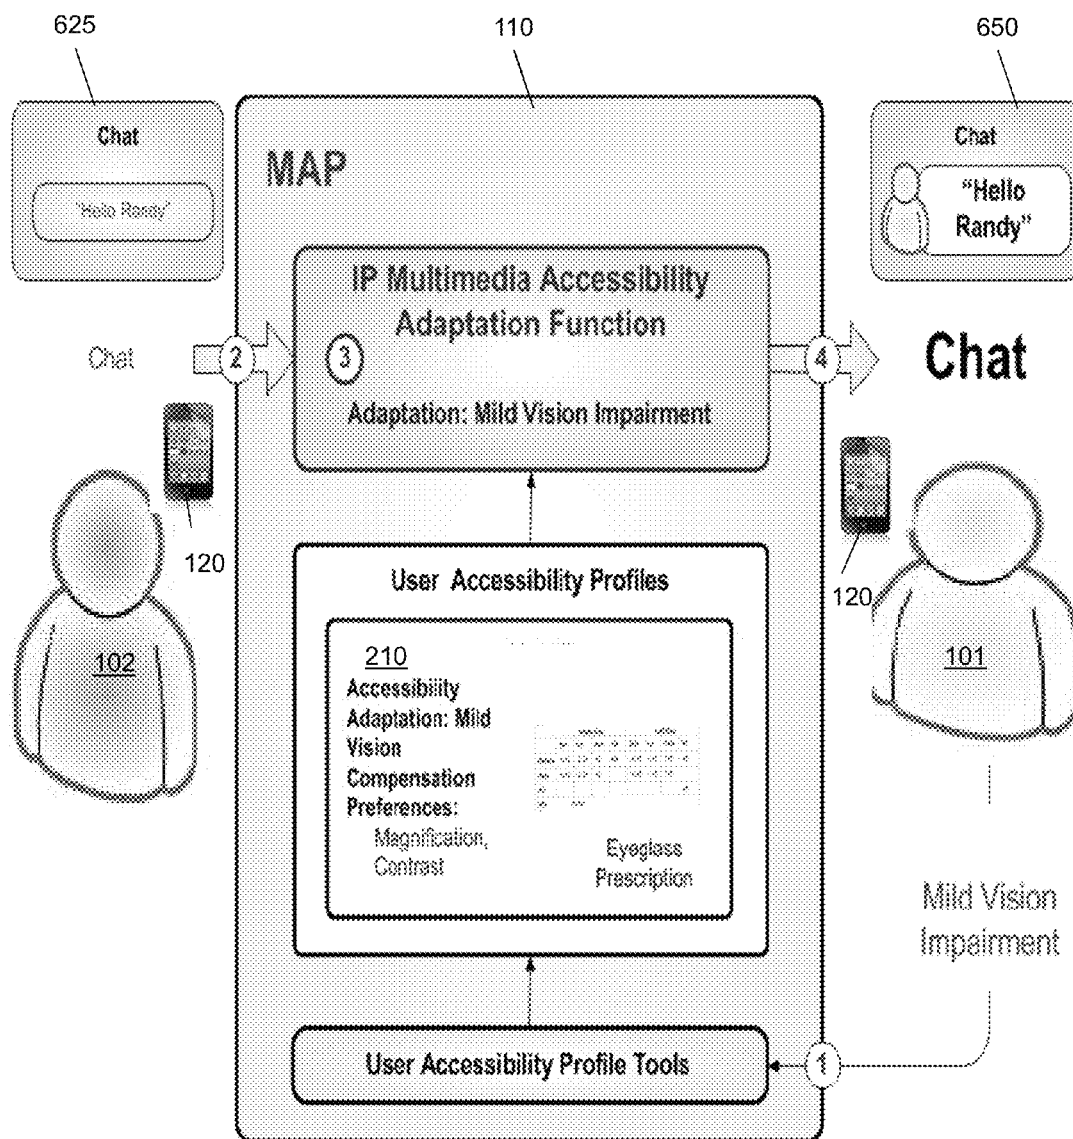 625
110
650
Chat
"Hello Randy"
MAP
Chat
"Hello
Randy"
IP Multimedia Accessibility
Adaptation Function
Chat
2
3
4
Chat
Adaptation: Mild Vision Impairment
120
120
User Accessibility Profiles
102
101
210
Accessibility
Adaptation: Mild
Vision
Compensation
Preferences:
Magnification,
Contrast
Eyeglass
Prescription
Mild Vision
Impairment
User Accessibility Profile Tools
1